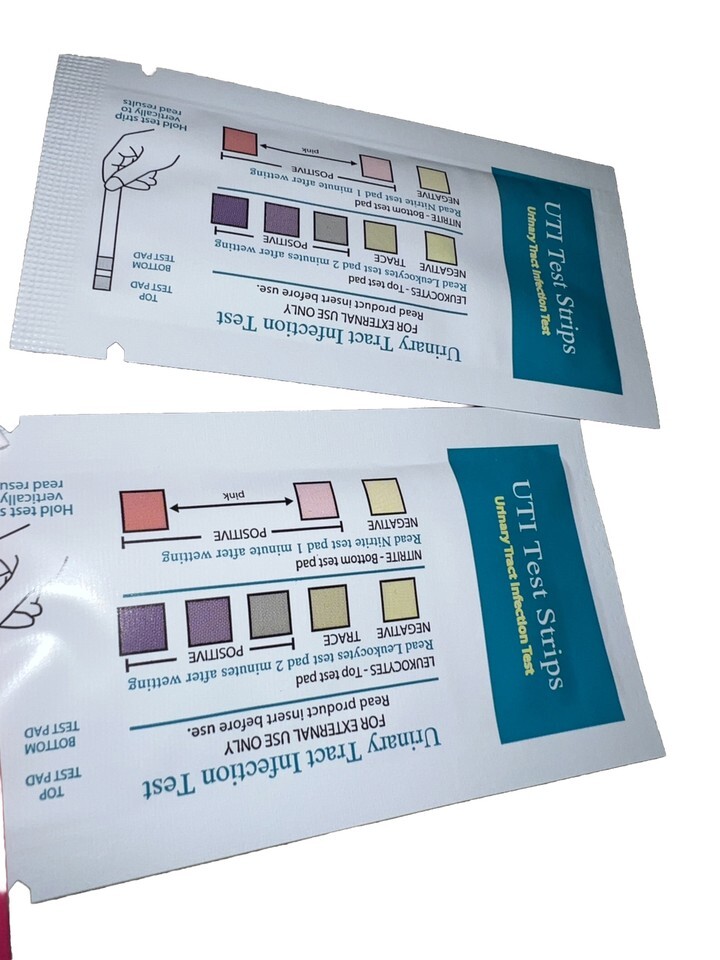 UTI Test Strips
Urinary Tract Infection Test
Urinary Tract Infection Test
FOR EXTERNAL USE ONLY
Read product insert before use.
LEUKOCYTES - Top test pad
Read Leukocytes test pad 2 minutes after wetting
NEGATIVE TRACE POSITIVE
NITRITE - Bottom test pad
Read Nitrite test pad 1 minute after wetting
NEGATIVE POSITIVE
pink
TOP
TEST PAD
BOTTOM
TEST PAD
Hold test strip
vertically to
read results
UTI Test Strips
Urinary Tract Infection Test
Urinary Tract Infection Test
FOR EXTERNAL USE ONLY
Read product insert before use.
LEUKOCYTES - Top test pad
Read Leukocytes test pad 2 minutes after wetting
NEGATIVE TRACE POSITIVE
NITRITE - Bottom test pad
Read Nitrite test pad 1 minute after wetting
NEGATIVE POSITIVE
pink
TOP
TEST PAD
BOTTOM
TEST PAD
Hold test s
vertically
read resu